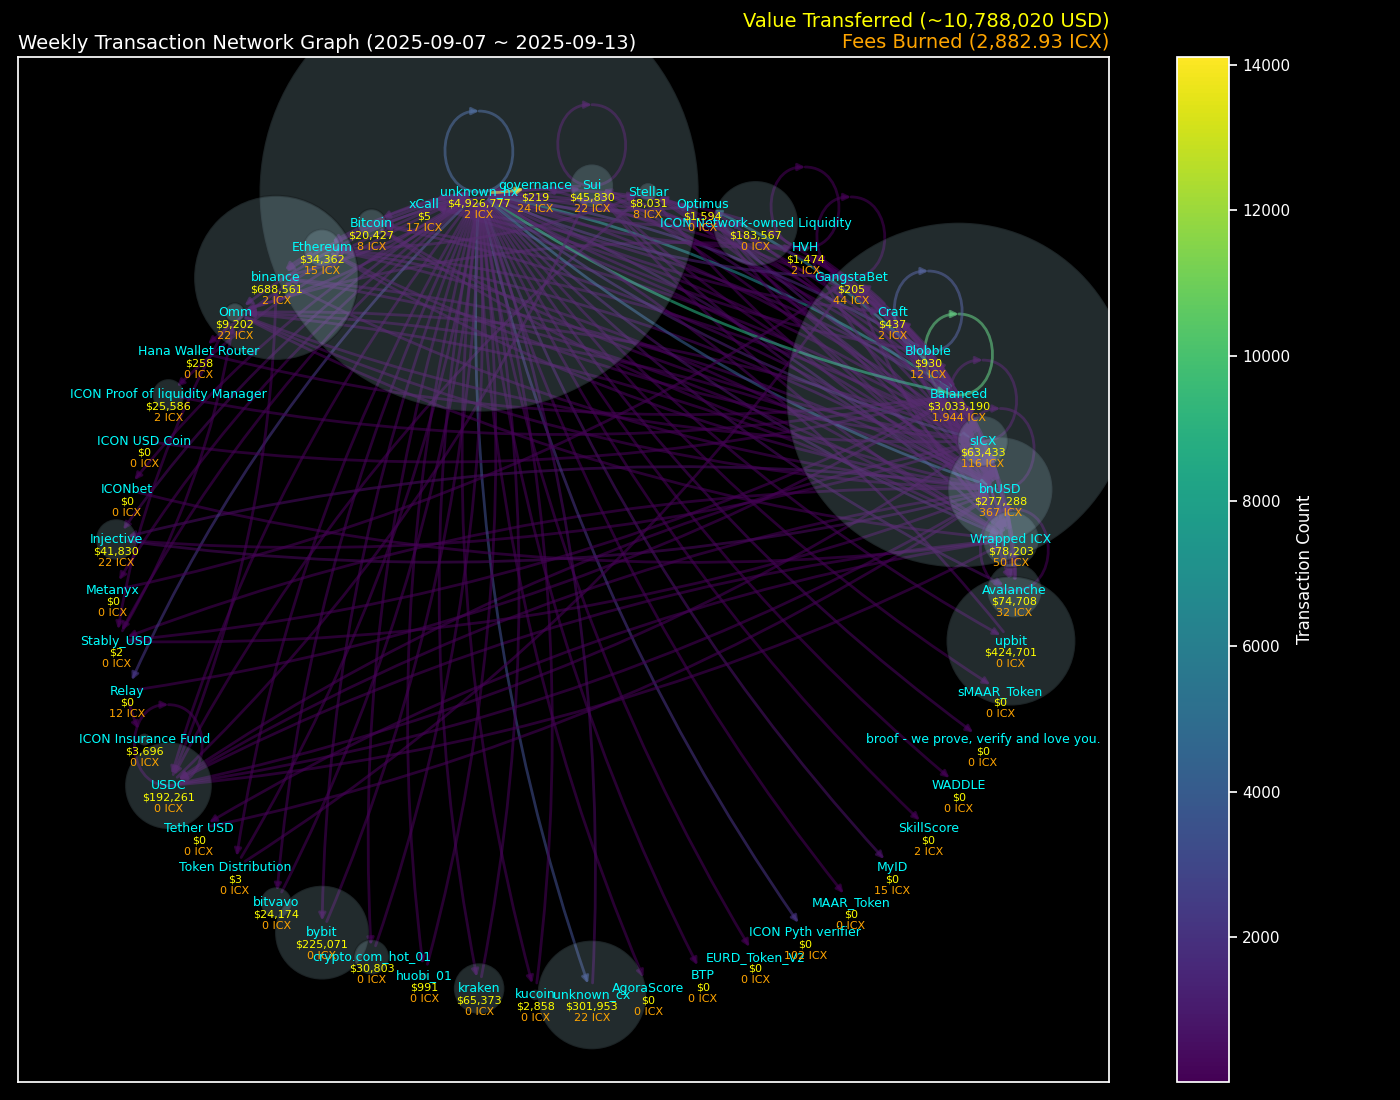 Value Transferred (~10,788,020 USD)
Weekly Transaction Network Graph (2025-09-07 ~ 2025-09-13)
Fees Burned (2,882.93 ICX)
unknown_hx
$4,926,777
2 ICX
governance
$219
24 ICX
Sui
$45,830
22 ICX
Stellar
$8,031
8 ICX
Optimus
$1,594
0 ICX
ICON Network-owned Liquidity
$183,567
0 ICX
HVH
$1,474
2 ICX
GangstaBet
$205
44 ICX
Craft
$437
2 ICX
Blobble
$930
12 ICX
Balanced
$3,033,190
1,944 ICX
sICX
$63,433
116 ICX
bnUSD
$277,288
367 ICX
Wrapped ICX
$78,203
50 ICX
Avalanche
$74,708
32 ICX
upbit
$424,701
0 ICX
sMAAR_Token
$0
0 ICX
broof - we prove, verify and love you.
$0
0 ICX
WADDLE
$0
0 ICX
SkillScore
$0
2 ICX
MyID
$0
15 ICX
MAAR_Token
$0
0 ICX
ICON Pyth verifier
$0
102 ICX
EURD_Token_V2
$0
0 ICX
BTP
$0
0 ICX
AgoraScore
$0
0 ICX
unknown_cx
$301,953
22 ICX
kucoin
$2,858
0 ICX
kraken
$65,373
0 ICX
huobi_01
$991
0 ICX
crypto.com_hot_01
$30,803
0 ICX
bybit
$225,071
0 ICX
bitvavo
$24,174
0 ICX
Token Distribution
$3
0 ICX
Tether USD
$0
0 ICX
USDC
$192,261
0 ICX
ICON Insurance Fund
$3,696
0 ICX
Relay
$0
12 ICX
Stably_USD
$2
0 ICX
Metanyx
$0
0 ICX
Injective
$41,830
22 ICX
ICONbet
$0
0 ICX
ICON USD Coin
$0
0 ICX
ICON Proof of liquidity Manager
$25,586
2 ICX
Hana Wallet Router
$258
0 ICX
Omm
$9,202
22 ICX
binance
$688,561
2 ICX
Ethereum
$34,362
15 ICX
Bitcoin
$20,427
8 ICX
xCall
$5
17 ICX
14000
12000
10000
8000
6000
4000
2000
Transaction Count